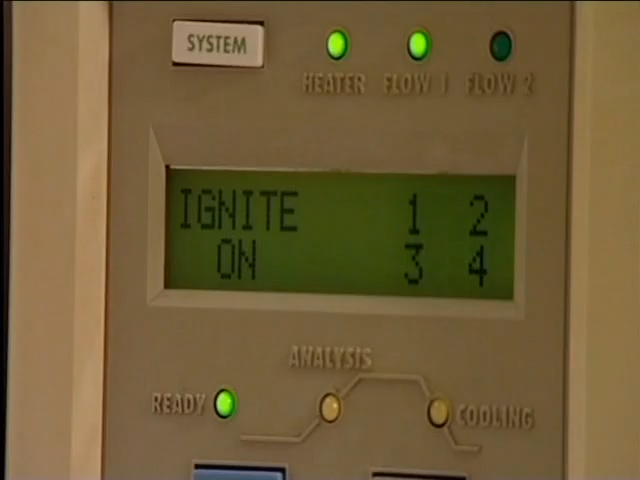 SYSTEM
HEATER FLOW 1 FLOW 2
IGNITE 1 2
ON 3 4
ANALYSIS
READY
COOLING